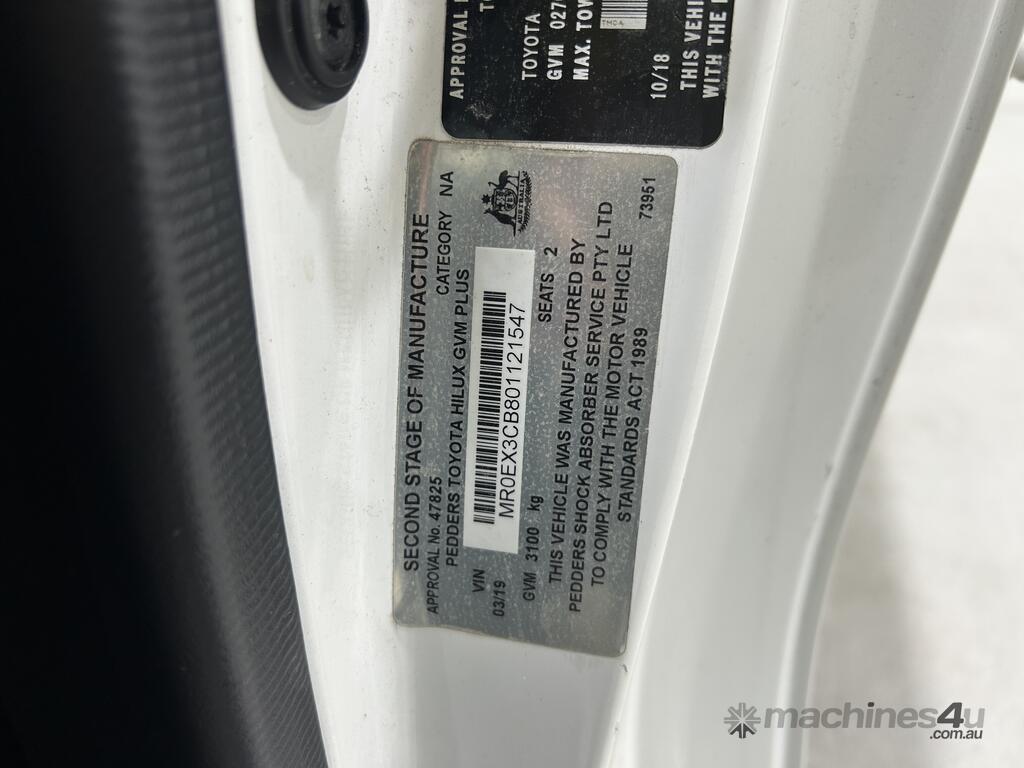 APPROVAL
TOYOTA
GVM 027
MAX. TOW
10/18
THIS VEHI
WITH THE
SECOND STAGE OF MANUFACTURE
APPROVAL No. 47825 CATEGORY NA
PEDDERS TOYOTA HILUX GVM PLUS
AUSTRALIA
VIN
MR0EX3CB801121547
03/19
GVM 3100 kg SEATS 2
THIS VEHICLE WAS MANUFACTURED BY
PEDDERS SHOCK ABSORBER SERVICE PTY LTD
TO COMPLY WITH THE MOTOR VEHICLE
STANDARDS ACT 1989 73951
machines4u
.com.au